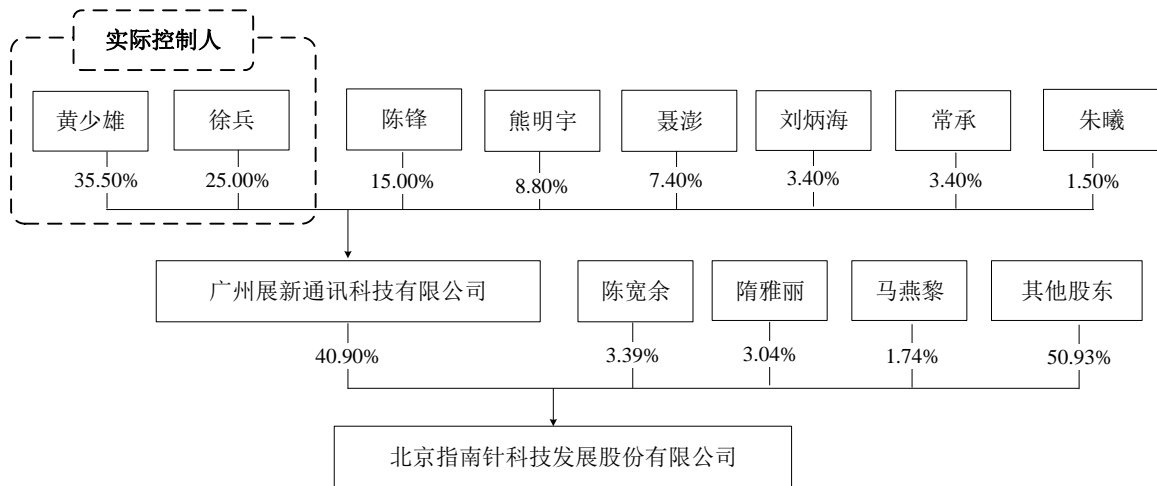 实际控制人
黄少雄 徐兵 陈锋 熊明宇 聂澎 刘炳海 常承 朱曦
35.50% 25.00% 15.00% 8.80% 7.40% 3.40% 3.40% 1.50%
广州展新通讯科技有限公司 陈宽余 隋雅丽 马燕黎 其他股东
40.90% 3.39% 3.04% 1.74% 50.93%
北京指南针科技发展股份有限公司